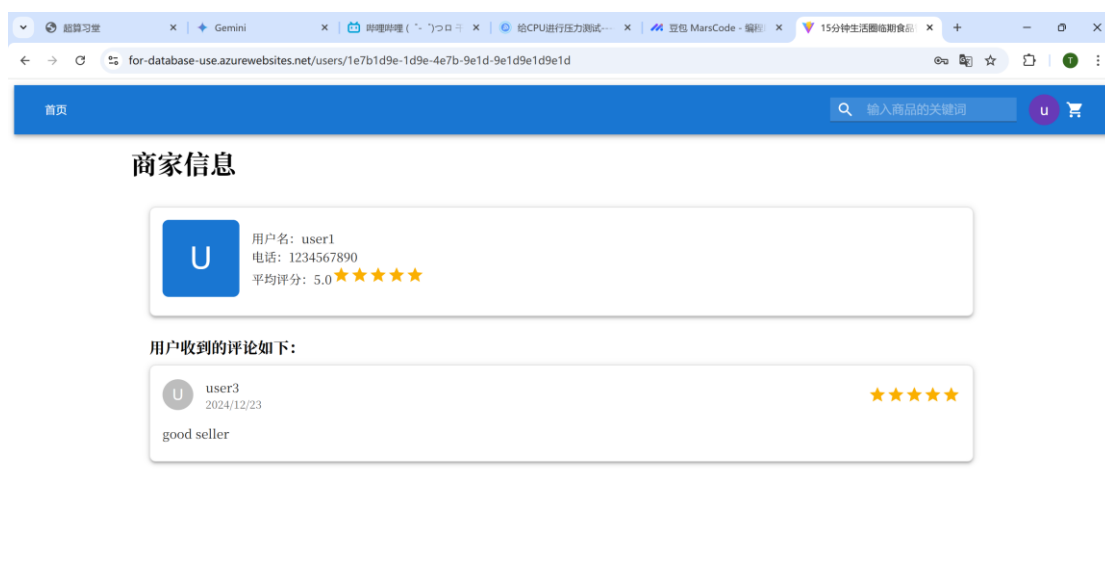 超算习堂
Gemini
哔哩哔哩 ( ゜- ゜)つロ
给CPU进行压力测试-
豆包 MarsCode - 编程
15分钟生活圈临期食品
for-database-use.azurewebsites.net/users/1e7b1d9e-1d9e-4e7b-9e1d-9e1d9e1d9e1d
T
首页
输入商品的关键词
u
商家信息
U
用户名：user1
电话：1234567890
平均评分：5.0
用户收到的评论如下：
U
user3
2024/12/23
good seller